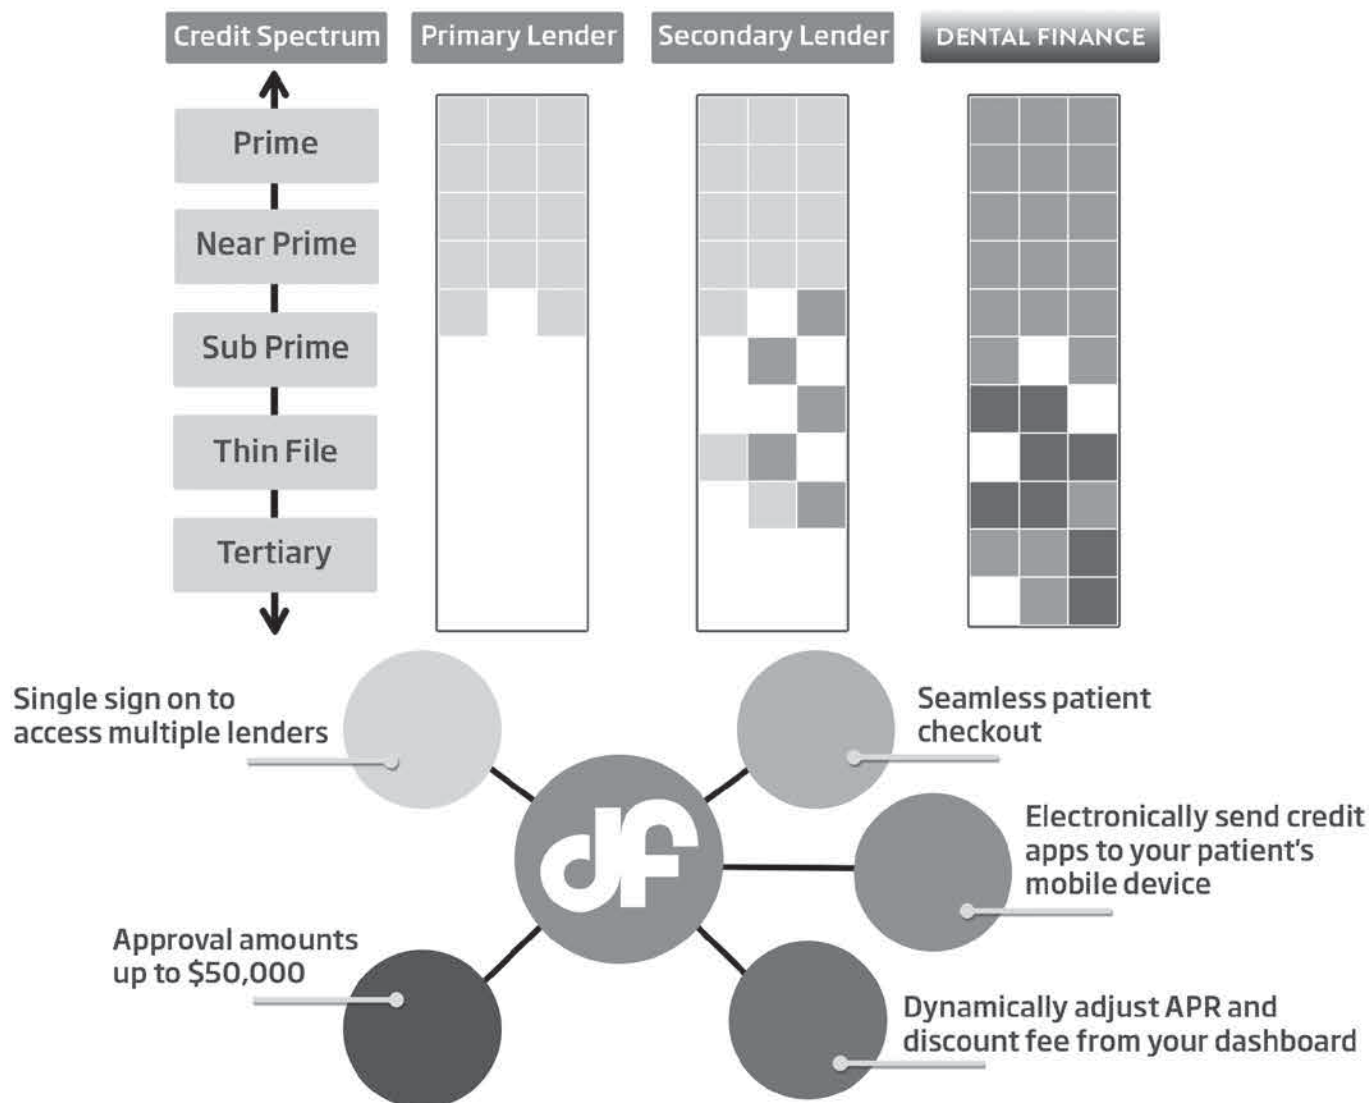 Credit Spectrum
Primary Lender
Secondary Lender
DENTAL FINANCE
Prime
Near Prime
Sub Prime
Thin File
Tertiary
Single sign on to
access multiple lenders
Seamless patient
checkout
Electronically send credit
apps to your patient's
mobile device
df
Approval amounts
up to $50,000
Dynamically adjust APR and
discount fee from your dashboard